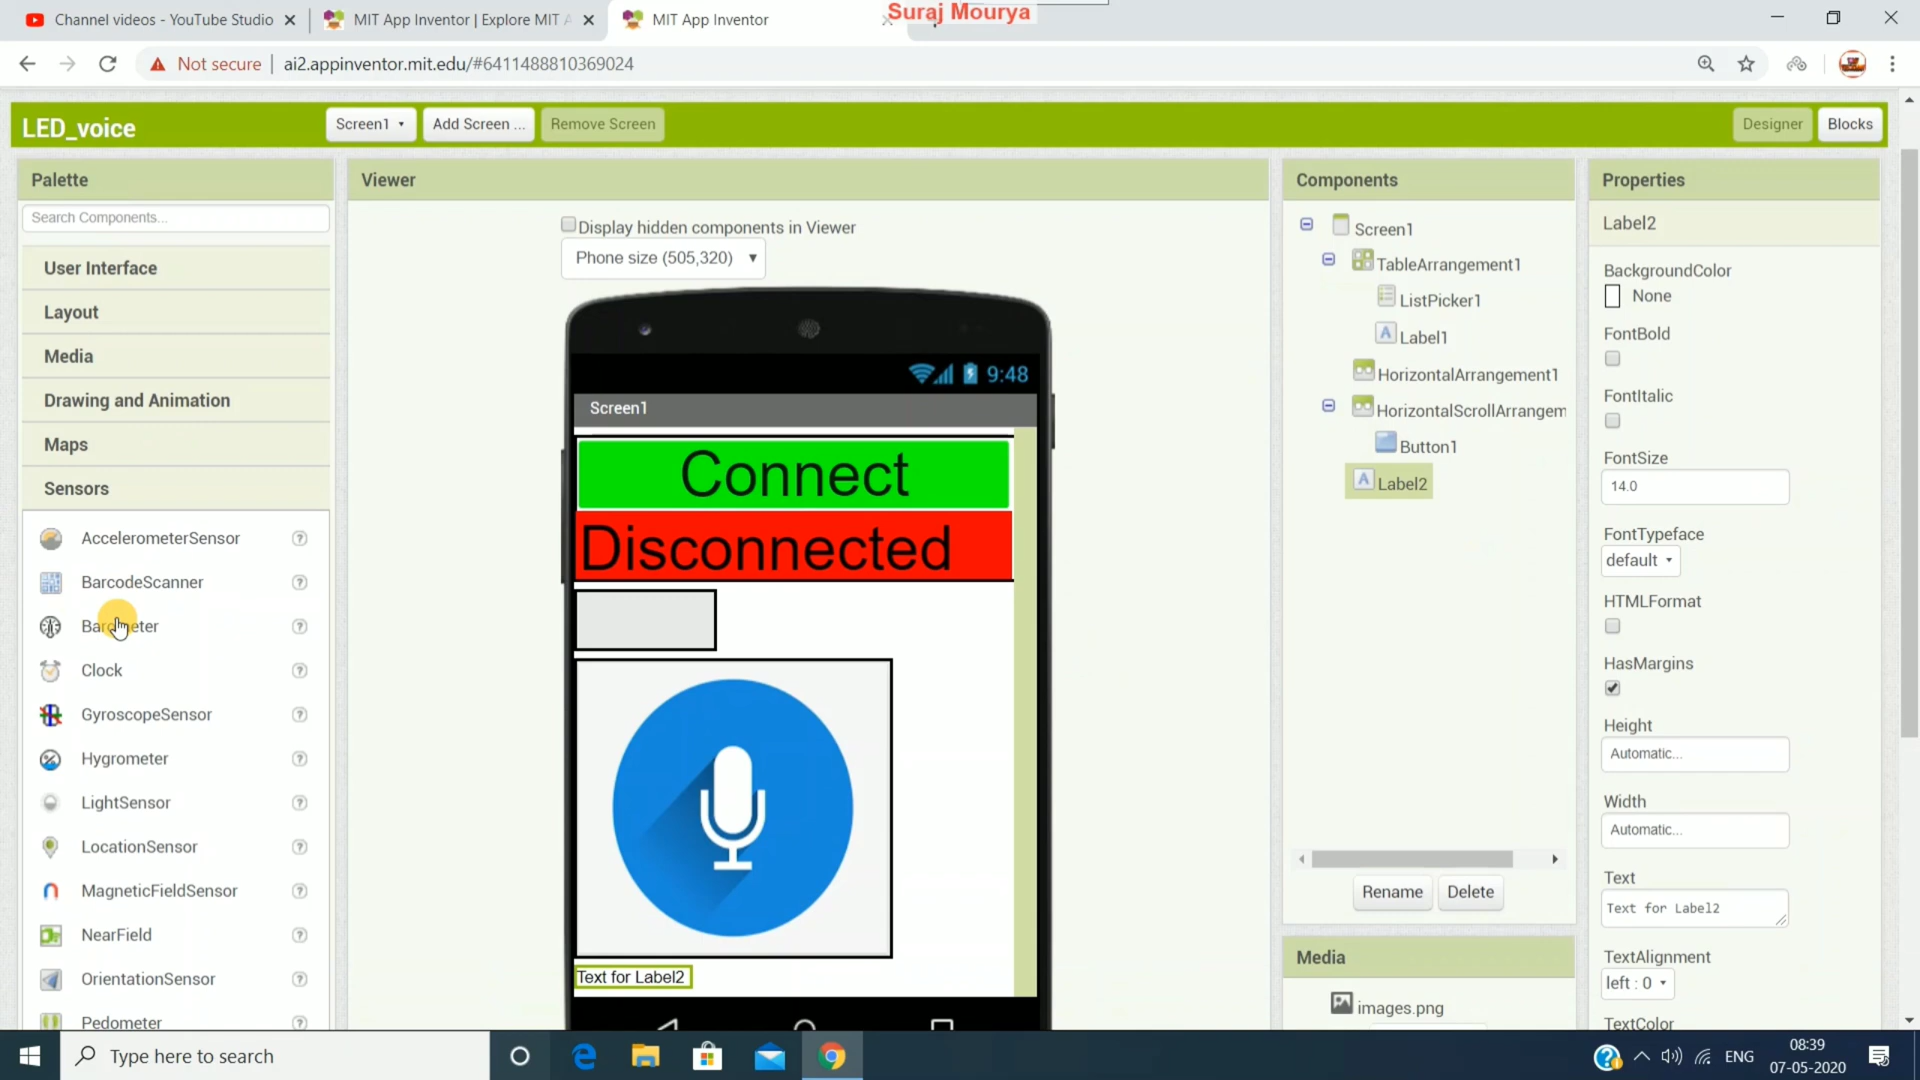 Channel videos - YouTube Studio
MIT App Inventor | Explore MIT A
MIT App Inventor
Suraj Mourya
Not secure | ai2.appinventor.mit.edu/#6411488810369024
LED_voice
Screen1
Add Screen ...
Remove Screen
Designer
Blocks
Palette
Search Components...
User Interface
Layout
Media
Drawing and Animation
Maps
Sensors
AccelerometerSensor
BarcodeScanner
Clock
GyroscopeSensor
Hygrometer
LightSensor
LocationSensor
MagneticFieldSensor
NearField
OrientationSensor
Pedometer
Viewer
Display hidden components in Viewer
Phone size (505,320)
9:48
Screen1
Connect
Disconnected
Text for Label2
Components
Screen1
TableArrangement1
ListPicker1
Label1
HorizontalArrangement1
HorizontalScrollArrangem
Button1
Label2
Rename
Delete
Media
images.png
Properties
Label2
BackgroundColor
None
FontBold
FontItalic
FontSize
14.0
FontTypeface
default
HTMLFormat
HasMargins
Height
Automatic...
Width
Automatic...
Text
Text for Label2
TextAlignment
left : 0
TextColor
Type here to search
ENG
08:39
07-05-2020